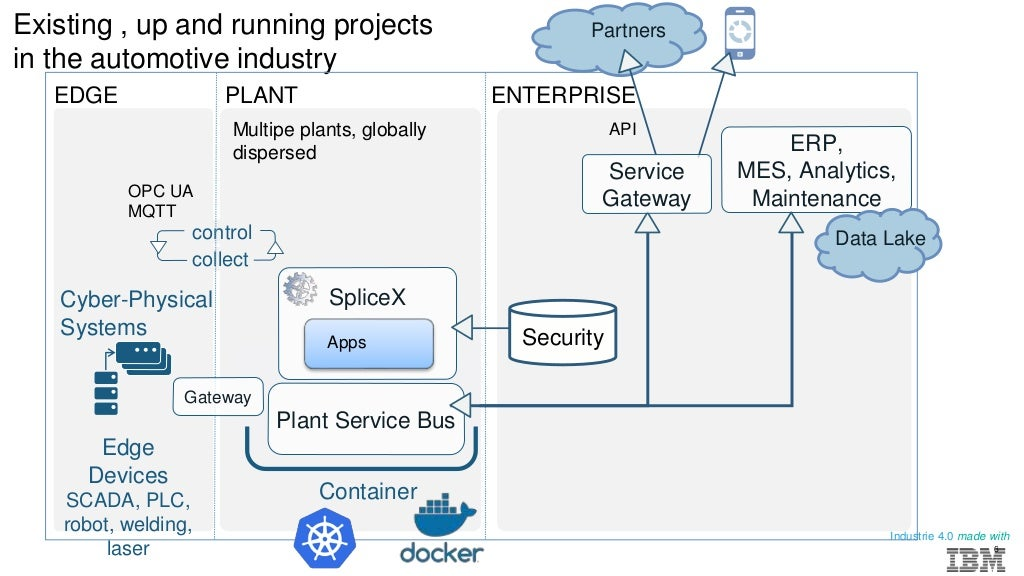 Existing , up and running projects
in the automotive industry
Partners
EDGE
PLANT
ENTERPRISE
Multipe plants, globally
dispersed
API
Service
Gateway
ERP,
MES, Analytics,
Maintenance
Data Lake
OPC UA
MQTT
control
collect
Cyber-Physical
Systems
SpliceX
Apps
Security
Gateway
Plant Service Bus
Edge
Devices
SCADA, PLC,
robot, welding,
laser
Container
docker
Industrie 4.0 made with
IBM
6